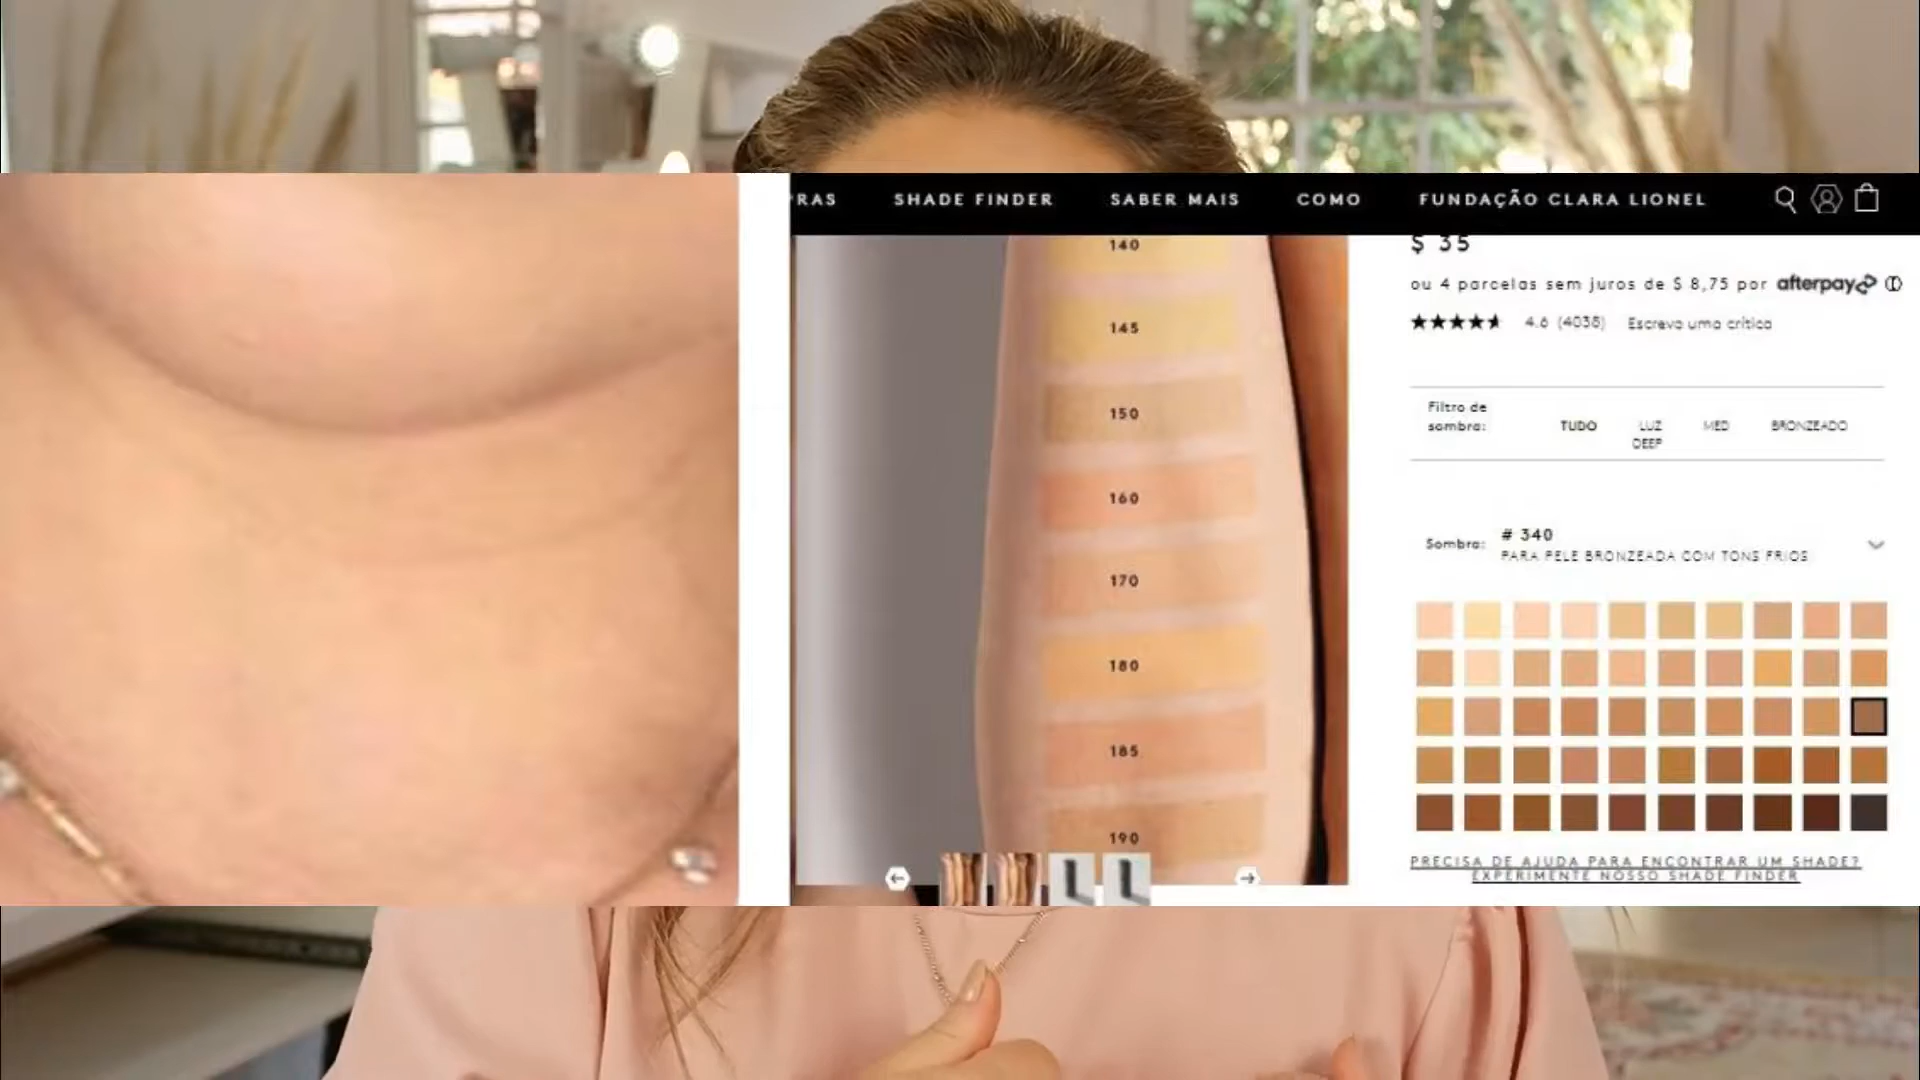 PRAS SHADE FINDER SABER MAIS COMO FUNDAÇÃO CLARA LIONEL
140
145
150
160
170
180
185
190
$ 35
ou 4 parcelas sem juros de $ 8,75 por afterpay
4.6 (4038) Escreva uma crítica
Filtro de
sombra:
TUDO LUZ MED BRONZEADO
DEEP
Sombra:
# 340
PARA PELE BRONZEADA COM TONS FRIOS
PRECISA DE AJUDA PARA ENCONTRAR UM SHADE?
EXPERIMENTE NOSSO SHADE FINDER